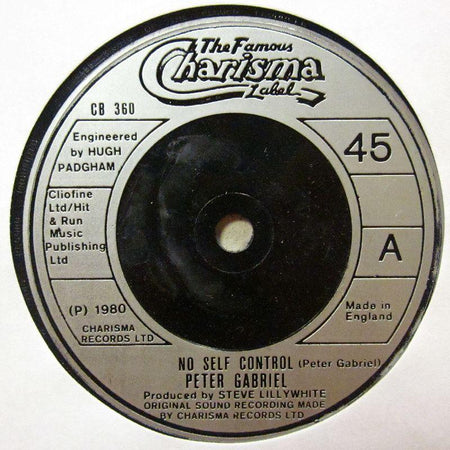 The Famous
Charisma
Label
CB 360
Engineered
by HUGH
PADGHAM
45
Cliofine
Ltd/Hit
& Run
Music
Publishing
Ltd
A
(P) 1980
CHARISMA
RECORDS LTD
Made in
England
NO SELF CONTROL (Peter Gabriel)
PETER GABRIEL
Produced by STEVE LILLYWHITE
ORIGINAL SOUND RECORDING MADE
BY CHARISMA RECORDS LTD